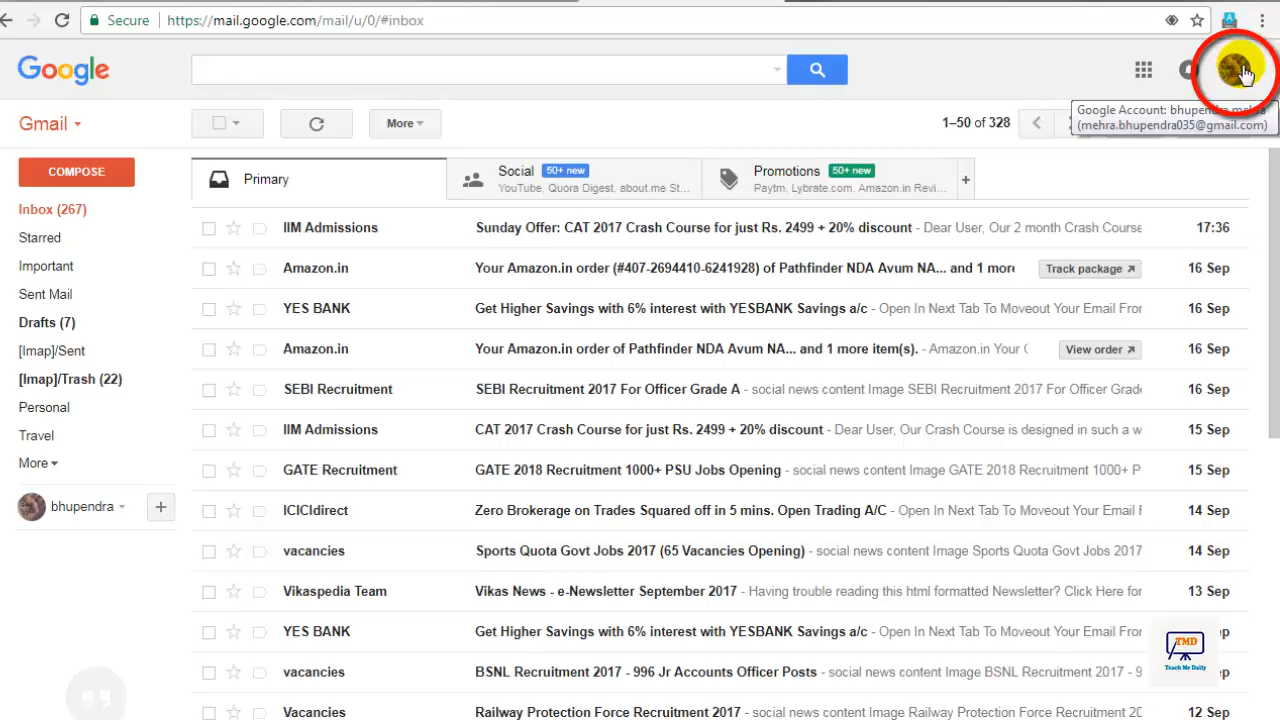 Secure https://mail.google.com/mail/u/0/#inbox
Google
Google Account: bhupendra mehra
(mehra.bhupendra035@gmail.com)
Gmail
More
1–50 of 328
COMPOSE
Primary
Social 50+ new
YouTube, Quora Digest, about.me St...
Promotions 50+ new
Paytm, Lybrate.com, Amazon.in Revi...
+
Inbox (267)
Starred
Important
Sent Mail
Drafts (7)
[Imap]/Sent
[Imap]/Trash (22)
Personal
Travel
More
bhupendra
+
IIM Admissions Sunday Offer: CAT 2017 Crash Course for just Rs. 2499 + 20% discount - Dear User, Our 2 month Crash Course 17:36
Amazon.in Your Amazon.in order (#407-2694410-6241928) of Pathfinder NDA Avum NA... and 1 more Track package 16 Sep
YES BANK Get Higher Savings with 6% interest with YESBANK Savings a/c - Open In Next Tab To Moveout Your Email From 16 Sep
Amazon.in Your Amazon.in order of Pathfinder NDA Avum NA... and 1 more item(s). - Amazon.in Your View order 16 Sep
SEBI Recruitment SEBI Recruitment 2017 For Officer Grade A - social news content Image SEBI Recruitment 2017 For Officer Grade 16 Sep
IIM Admissions CAT 2017 Crash Course for just Rs. 2499 + 20% discount - Dear User, Our Crash Course is designed in such a w 15 Sep
GATE Recruitment GATE 2018 Recruitment 1000+ PSU Jobs Opening - social news content Image GATE 2018 Recruitment 1000+ P 15 Sep
ICICIdirect Zero Brokerage on Trades Squared off in 5 mins. Open Trading A/C - Open In Next Tab To Moveout Your Email F 14 Sep
vacancies Sports Quota Govt Jobs 2017 (65 Vacancies Opening) - social news content Image Sports Quota Govt Jobs 2017 14 Sep
Vikaspedia Team Vikas News - e-Newsletter September 2017 - Having trouble reading this html formatted Newsletter? Click Here for 13 Sep
YES BANK Get Higher Savings with 6% interest with YESBANK Savings a/c - Open In Next Tab To Moveout Your Email From
vacancies BSNL Recruitment 2017 - 996 Jr Accounts Officer Posts - social news content Image BSNL Recruitment 2017 - 9
Vacancies Railway Protection Force Recruitment 2017 - social news content Image Railway Protection Force Recruitment 2 12 Sep
TMD
Teach Me Daily